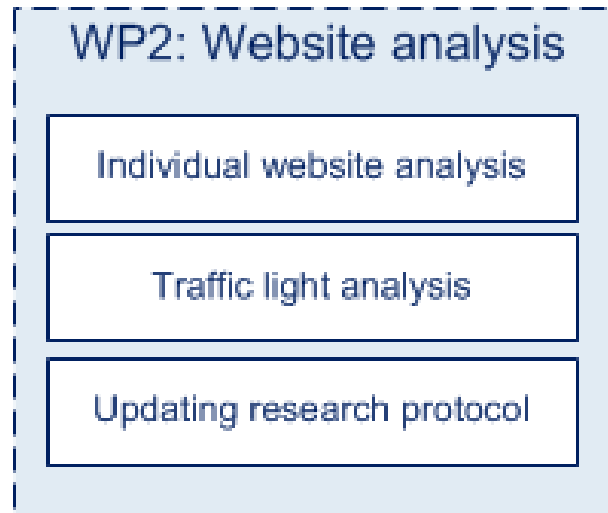 WP2: Website analysis
Individual website analysis
Traffic light analysis
Updating research protocol